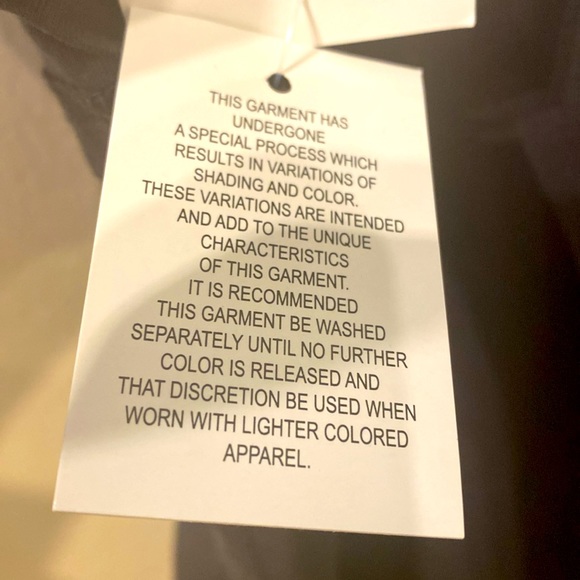 THIS GARMENT HAS
UNDERGONE
A SPECIAL PROCESS WHICH
RESULTS IN VARIATIONS OF
SHADING AND COLOR.
THESE VARIATIONS ARE INTENDED
AND ADD TO THE UNIQUE
CHARACTERISTICS
OF THIS GARMENT.
IT IS RECOMMENDED
THIS GARMENT BE WASHED
SEPARATELY UNTIL NO FURTHER
COLOR IS RELEASED AND
THAT DISCRETION BE USED WHEN
WORN WITH LIGHTER COLORED
APPAREL.